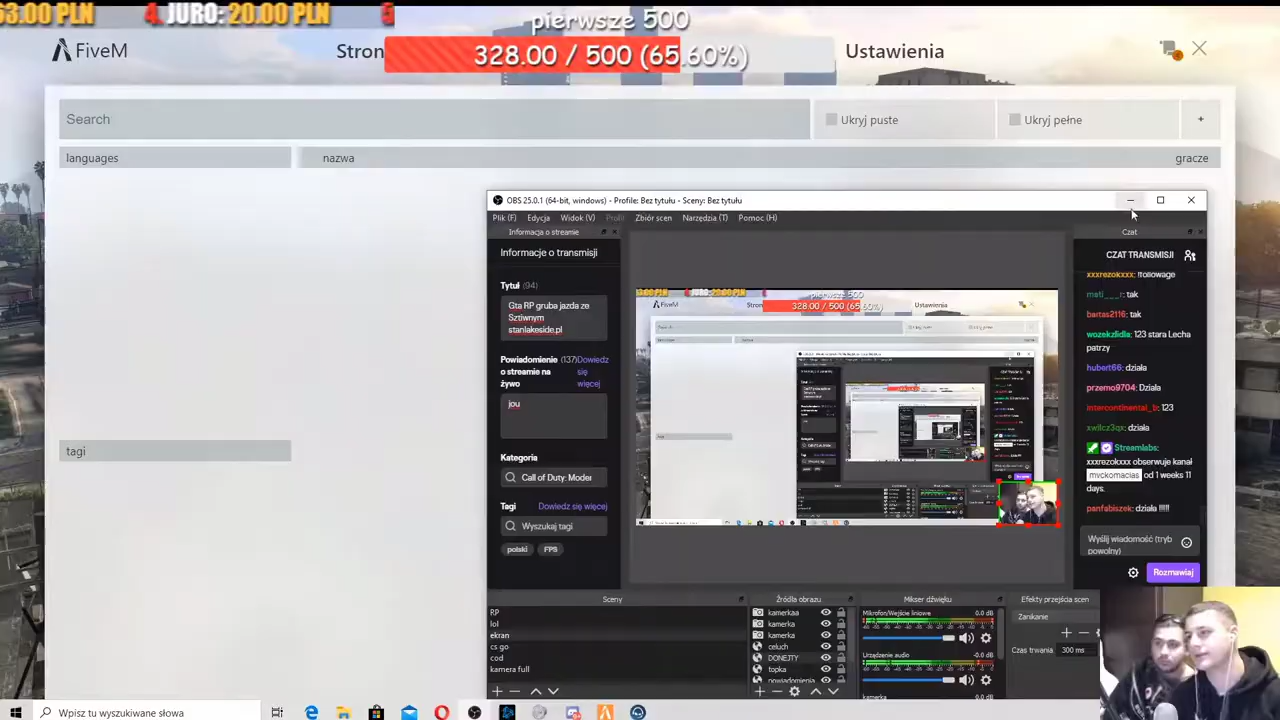 63.00 PLN 4. JURO: 20.00 PLN 5
pierwsze 500
328.00 / 500 (65.60%)
FiveM
Stron
Ustawienia
Search
Ukryj puste
Ukryj pełne
+
languages
nazwa
gracze
tagi
OBS 25.0.1 (64-bit, windows) - Profile: Bez tytułu - Sceny: Bez tytułu
Plik (F) Edycja Widok (V) Profil Zbiór scen Narzędzia (T) Pomoc (H)
Informacja o streamie
Informacje o transmisji
Tytuł (94)
Gta RP gruba jazda ze
Sztiwnym
stanlakeside.pl
Powiadomienie (137) Dowiedz
o streamie na się
żywo więcej
jou
Kategoria
Call of Duty: Moder
Tagi Dowiedz się więcej
Wyszukaj tagi
polski FPS
Czat
CZAT TRANSMISJI
xxxrezokxxx: !followage
mati___r: tak
bartas2116: tak
wozekzlidla: 123 stara Lecha
patrzy
hubert66: działa
przemo9704: Działa
123
xwilcz3qx: działa
Streamlabs:
xxxrezokxxx obserwuje kanał
mvckomacias od 1 weeks 11
days.
panfabiszek: działa !!!!!
Wyślij wiadomość (tryb
powolny)
Rozmawiaj
Sceny
RP
lol
ekran
cs go
cod
kamera full
Źródła obrazu
kamerkaa
kamerka
kamerka
celuch
DONEJTY
topka
powiadomienia
Mikser dźwięku
Mikrofon/Wejście liniowe 0.0 dB
Urządzenie audio -0.0 dB
kamerka
Efekty przejścia scen
Zanikanie
Czas trwania 300 ms
Wpisz tu wyszukiwane słowa